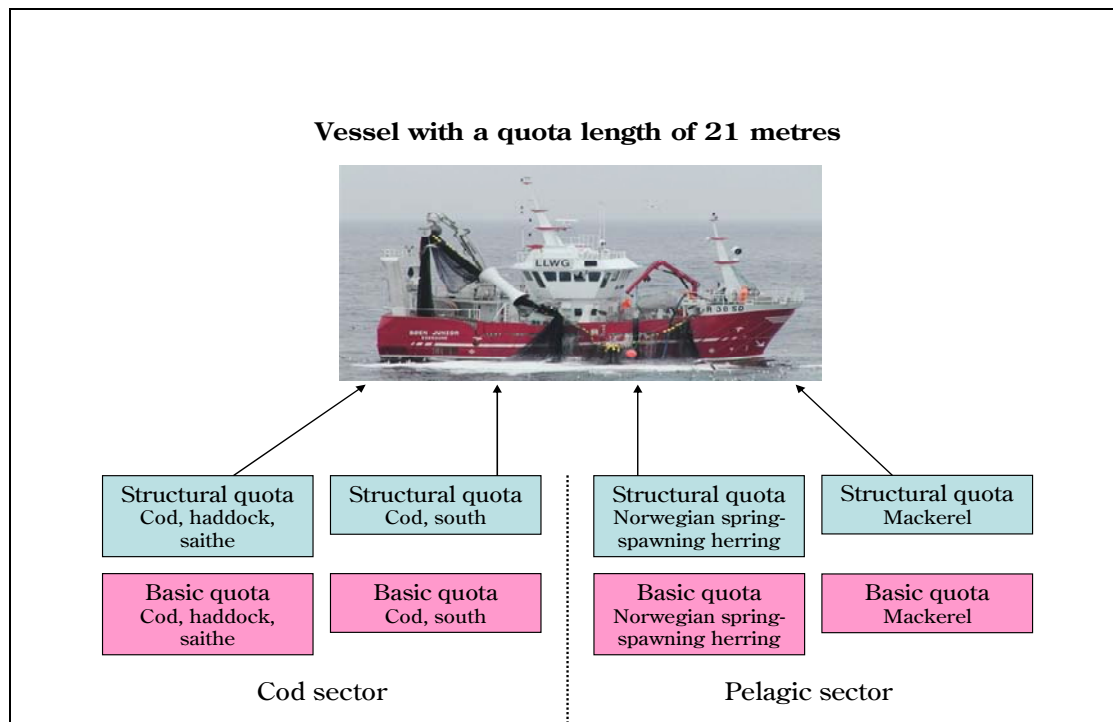 Vessel with a quota length of 21 metres
LLWG
Structural quota
Cod, haddock,
saithe
Structural quota
Cod, south
Structural quota
Norwegian spring-
spawning herring
Structural quota
Mackerel
Basic quota
Cod, haddock,
saithe
Basic quota
Cod, south
Basic quota
Norwegian spring-
spawning herring
Basic quota
Mackerel
Cod sector
Pelagic sector